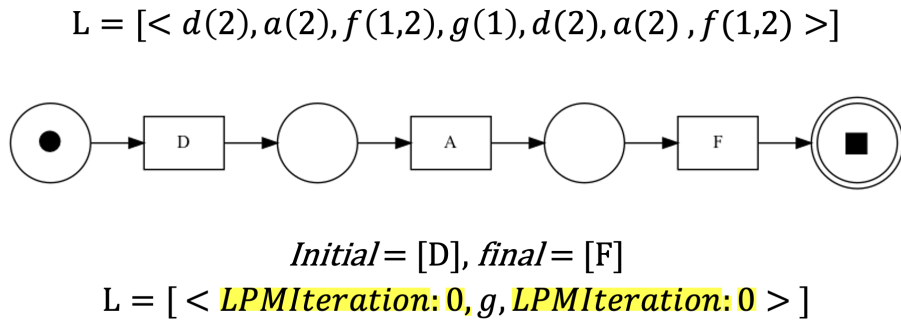 L = [< d(2), a(2), f(1,2), g(1), d(2), a(2) , f(1,2) >]
D A F
Initial = [D], final = [F]
L = [ < LPMIteration: 0, g, LPMIteration: 0 > ]